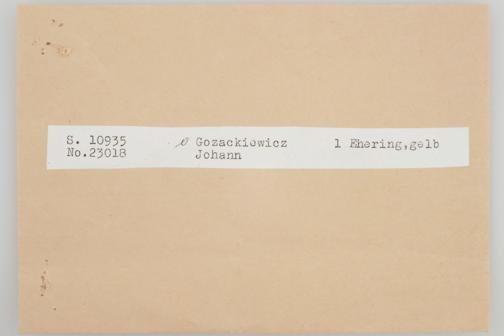 S. 10935 Gozackiewicz 1 Ehering,gelb
No.23018 Johann